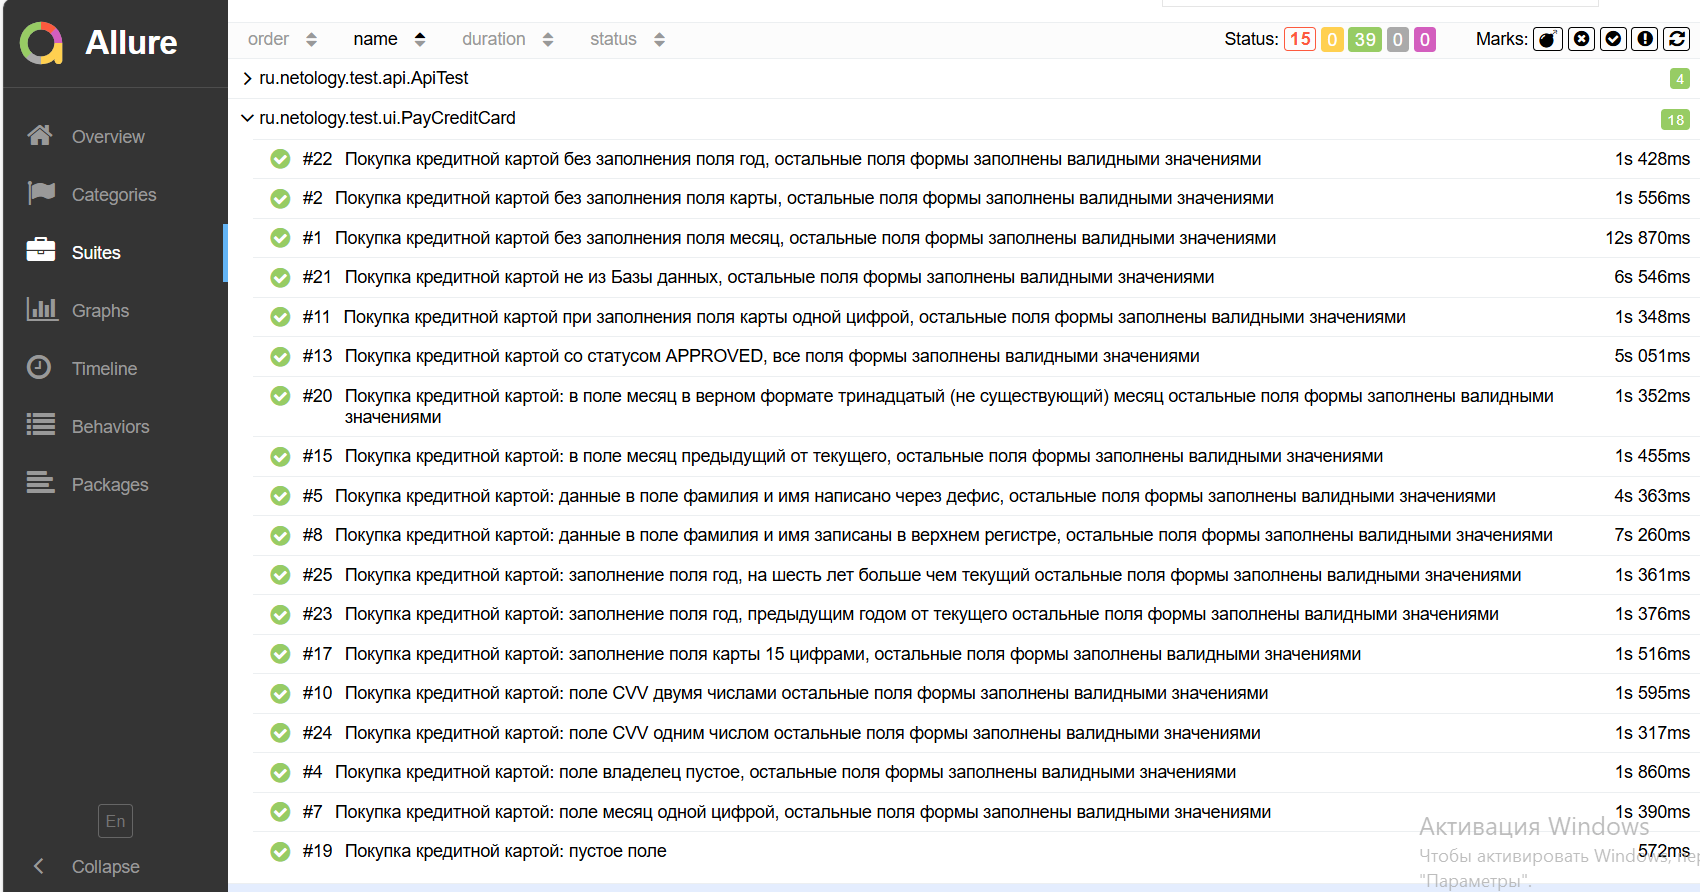 Allure
Overview
Categories
Suites
Graphs
Timeline
Behaviors
Packages
En
Collapse
order name duration status Status: 15 0 39 0 0 Marks:
ru.netology.test.api.ApiTest 4
ru.netology.test.ui.PayCreditCard 18
#22 Покупка кредитной картой без заполнения поля год, остальные поля формы заполнены валидными значениями 1s 428ms
#2 Покупка кредитной картой без заполнения поля карты, остальные поля формы заполнены валидными значениями 1s 556ms
#1 Покупка кредитной картой без заполнения поля месяц, остальные поля формы заполнены валидными значениями 12s 870ms
#21 Покупка кредитной картой не из Базы данных, остальные поля формы заполнены валидными значениями 6s 546ms
#11 Покупка кредитной картой при заполнения поля карты одной цифрой, остальные поля формы заполнены валидными значениями 1s 348ms
#13 Покупка кредитной картой со статусом APPROVED, все поля формы заполнены валидными значениями 5s 051ms
#20 Покупка кредитной картой: в поле месяц в верном формате тринадцатый (не существующий) месяц остальные поля формы заполнены валидными 1s 352ms
значениями
#15 Покупка кредитной картой: в поле месяц предыдущий от текущего, остальные поля формы заполнены валидными значениями 1s 455ms
#5 Покупка кредитной картой: данные в поле фамилия и имя написано через дефис, остальные поля формы заполнены валидными значениями 4s 363ms
#8 Покупка кредитной картой: данные в поле фамилия и имя записаны в верхнем регистре, остальные поля формы заполнены валидными значениями 7s 260ms
#25 Покупка кредитной картой: заполнение поля год, на шесть лет больше чем текущий остальные поля формы заполнены валидными значениями 1s 361ms
#23 Покупка кредитной картой: заполнение поля год, предыдущим годом от текущего остальные поля формы заполнены валидными значениями 1s 376ms
#17 Покупка кредитной картой: заполнение поля карты 15 цифрами, остальные поля формы заполнены валидными значениями 1s 516ms
#10 Покупка кредитной картой: поле CVV двумя числами остальные поля формы заполнены валидными значениями 1s 595ms
#24 Покупка кредитной картой: поле CVV одним числом остальные поля формы заполнены валидными значениями 1s 317ms
#4 Покупка кредитной картой: поле владелец пустое, остальные поля формы заполнены валидными значениями 1s 860ms
#7 Покупка кредитной картой: поле месяц одной цифрой, остальные поля формы заполнены валидными значениями 1s 390ms
#19 Покупка кредитной картой: пустое поле 572ms
Активация Windows
Чтобы активировать Windows, пер
"Параметры".